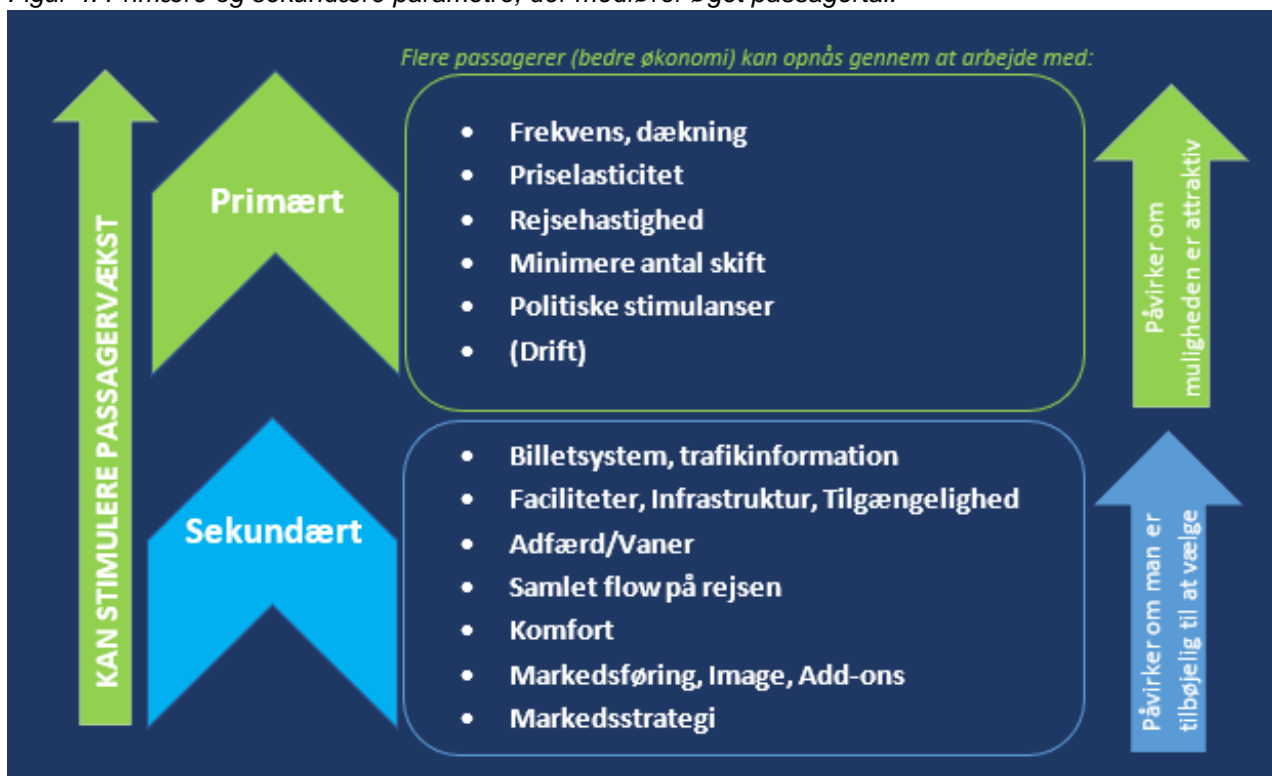 Flere passagerer (bedre økonomi) kan opnås gennem at arbejde med:
KAN STIMULERE PASSAGERVÆKST
Primært
• Frekvens, dækning
• Priselasticitet
• Rejsehastighed
• Minimere antal skift
• Politiske stimulanser
• (Drift)
Påvirker om
muligheden er attraktiv
Sekundært
• Billetsystem, trafikinformation
• Faciliteter, Infrastruktur, Tilgængelighed
• Adfærd/Vaner
• Samlet flow på rejsen
• Komfort
• Markedsføring, Image, Add-ons
• Markedsstrategi
Påvirker om man er
tilbøjelig til at vælge